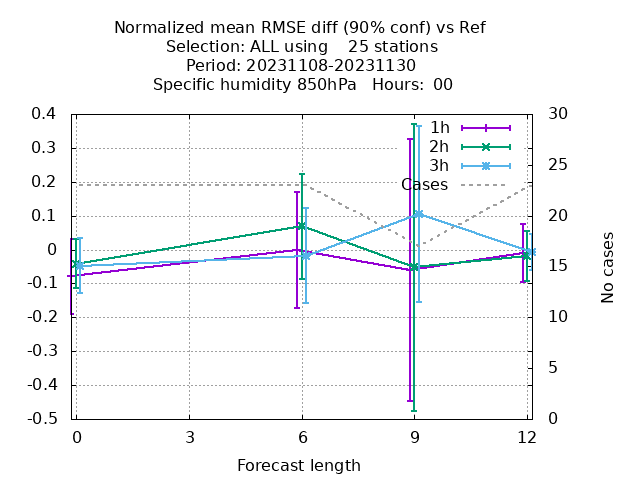 Normalized mean RMSE diff (90% conf) vs Ref
Selection: ALL using    25 stations
Period: 20231108-20231130
Specific humidity 850hPa   Hours:  00
0.4
0.3
0.2
0.1
0
-0.1
-0.2
-0.3
-0.4
-0.5
30
25
20
15
10
5
0
1h
2h
3h
Cases
No cases
0
3
6
9
12
Forecast length